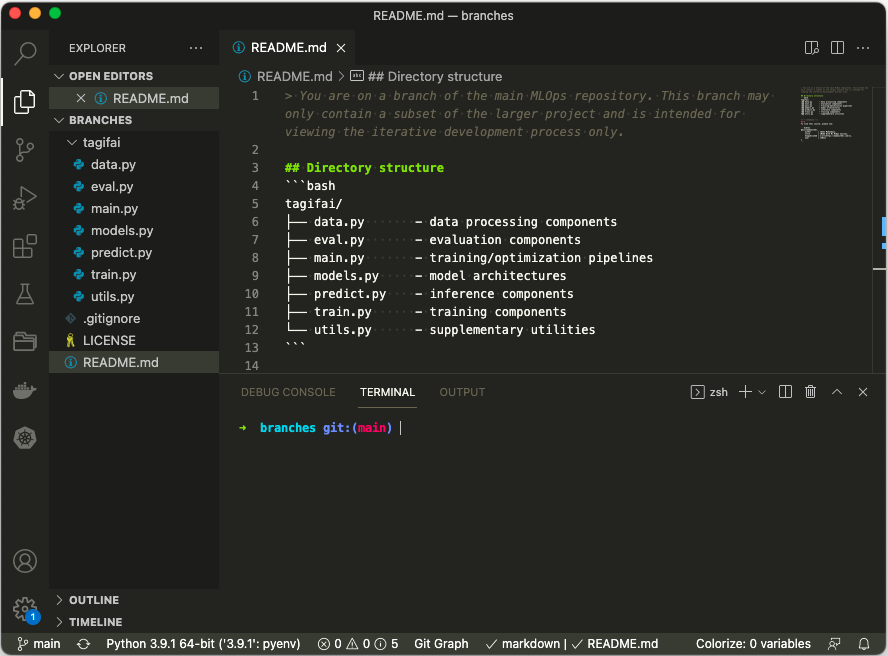 README.md — branches
EXPLORER
OPEN EDITORS
README.md
BRANCHES
tagifai
data.py
eval.py
main.py
models.py
predict.py
train.py
utils.py
.gitignore
LICENSE
README.md
OUTLINE
TIMELINE
1
README.md
README.md > ## Directory structure
1 > You are on a branch of the main MLOps repository. This branch may
only contain a subset of the larger project and is intended for
viewing the iterative development process only.
2
3 ## Directory structure
4 ```bash
5 tagifai/
6 ├── data.py - data processing components
7 ├── eval.py - evaluation components
8 ├── main.py - training/optimization pipelines
9 ├── models.py - model architectures
10 ├── predict.py - inference components
11 ├── train.py - training components
12 └── utils.py - supplementary utilities
13 ```
14
DEBUG CONSOLE TERMINAL OUTPUT zsh
➜ branches git:(main)
main Python 3.9.1 64-bit ('3.9.1': pyenv) 0 0 5 Git Graph ✓ markdown | ✓ README.md Colorize: 0 variables